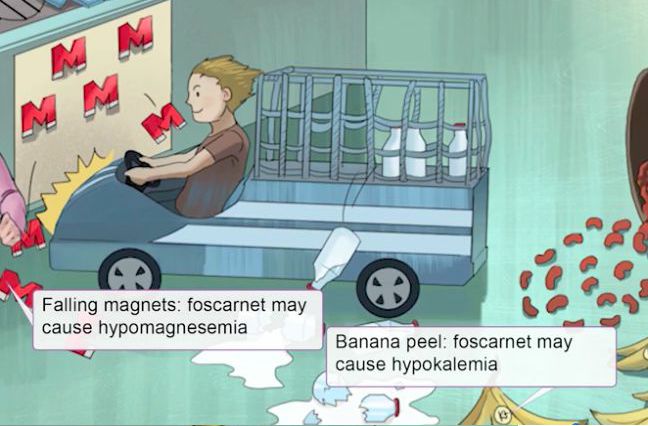 M
M
M
M
M
M
Falling magnets: foscarnet may
cause hypomagnesemia
Banana peel: foscarnet may
cause hypokalemia